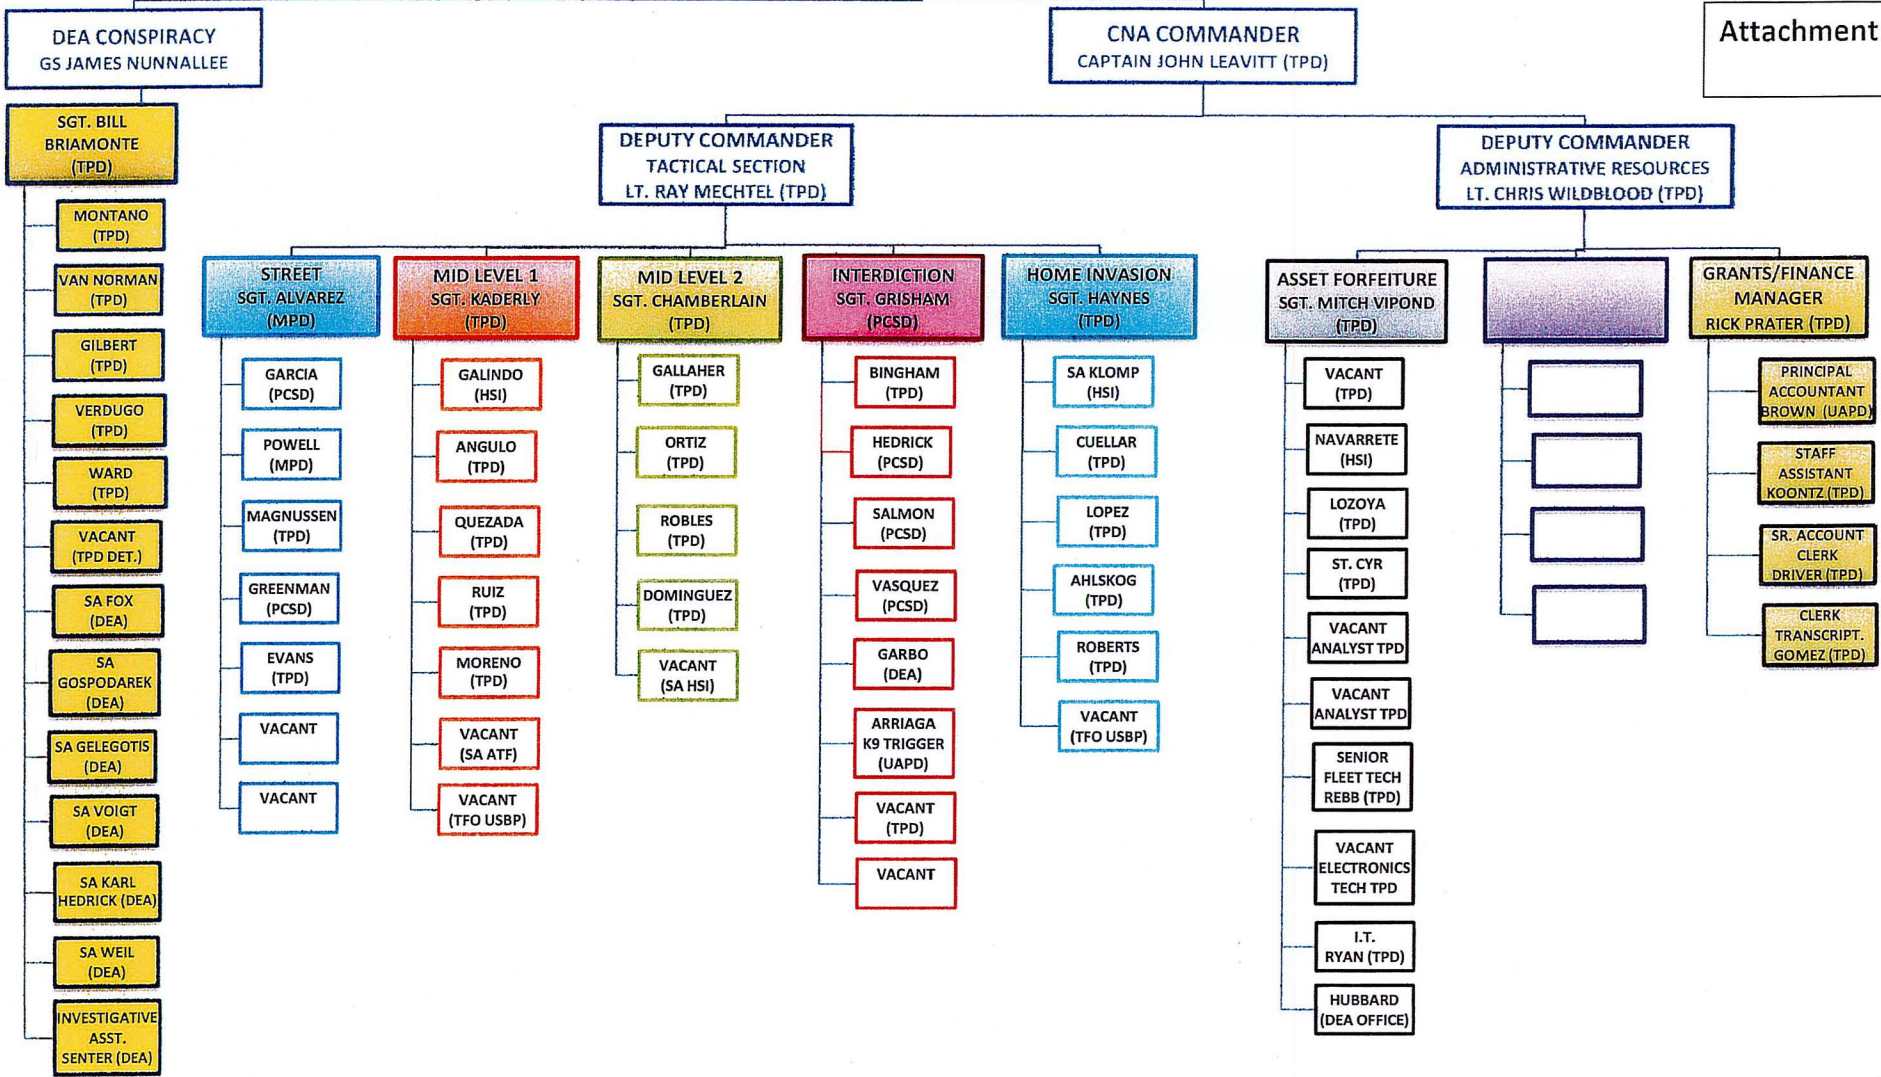 DEA CONSPIRACY
GS JAMES NUNNALLEE
CNA COMMANDER
CAPTAIN JOHN LEAVITT (TPD)
Attachment
SGT. BILL
BRIAMONTE
(TPD)
MONTANO
(TPD)
VAN NORMAN
(TPD)
GILBERT
(TPD)
VERDUGO
(TPD)
WARD
(TPD)
VACANT
(TPD DET.)
SA FOX
(DEA)
SA
GOSPODAREK
(DEA)
SA GELEGOTIS
(DEA)
SA VOIGT
(DEA)
SA KARL
HEDRICK (DEA)
SA WEIL
(DEA)
INVESTIGATIVE
ASST.
SENTER (DEA)
DEPUTY COMMANDER
TACTICAL SECTION
LT. RAY MECHTEL (TPD)
STREET
SGT. ALVAREZ
(MPD)
GARCIA
(PCSD)
POWELL
(MPD)
MAGNUSSEN
(TPD)
GREENMAN
(PCSD)
EVANS
(TPD)
VACANT
VACANT
MID LEVEL 1
SGT. KADERLY
(TPD)
GALINDO
(HSI)
ANGULO
(TPD)
QUEZADA
(TPD)
RUIZ
(TPD)
MORENO
(TPD)
VACANT
(SA ATF)
VACANT
(TFO USBP)
MID LEVEL 2
SGT. CHAMBERLAIN
(TPD)
GALLAHER
(TPD)
ORTIZ
(TPD)
ROBLES
(TPD)
DOMINGUEZ
(TPD)
VACANT
(SA HSI)
INTERDICTION
SGT. GRISHAM
(PCSD)
BINGHAM
(TPD)
HEDRICK
(PCSD)
SALMON
(PCSD)
VASQUEZ
(PCSD)
GARBO
(DEA)
ARRIAGA
K9 TRIGGER
(UAPD)
VACANT
(TPD)
VACANT
HOME INVASION
SGT. HAYNES
(TPD)
SA KLOMP
(HSI)
CUELLAR
(TPD)
LOPEZ
(TPD)
AHLSKOG
(TPD)
ROBERTS
(TPD)
VACANT
(TFO USBP)
DEPUTY COMMANDER
ADMINISTRATIVE RESOURCES
LT. CHRIS WILDBLOOD (TPD)
ASSET FORFEITURE
SGT. MITCH VIPOND
(TPD)
VACANT
(TPD)
NAVARRETE
(HSI)
LOZOYA
(TPD)
ST. CYR
(TPD)
VACANT
ANALYST TPD
VACANT
ANALYST TPD
SENIOR
FLEET TECH
REBB (TPD)
VACANT
ELECTRONICS
TECH TPD
I.T.
RYAN (TPD)
HUBBARD
(DEA OFFICE)
GRANTS/FINANCE
MANAGER
RICK PRATER (TPD)
PRINCIPAL
ACCOUNTANT
BROWN (UAPD)
STAFF
ASSISTANT
KOONTZ (TPD)
SR. ACCOUNT
CLERK
DRIVER (TPD)
CLERK
TRANSCRIPT.
GOMEZ (TPD)